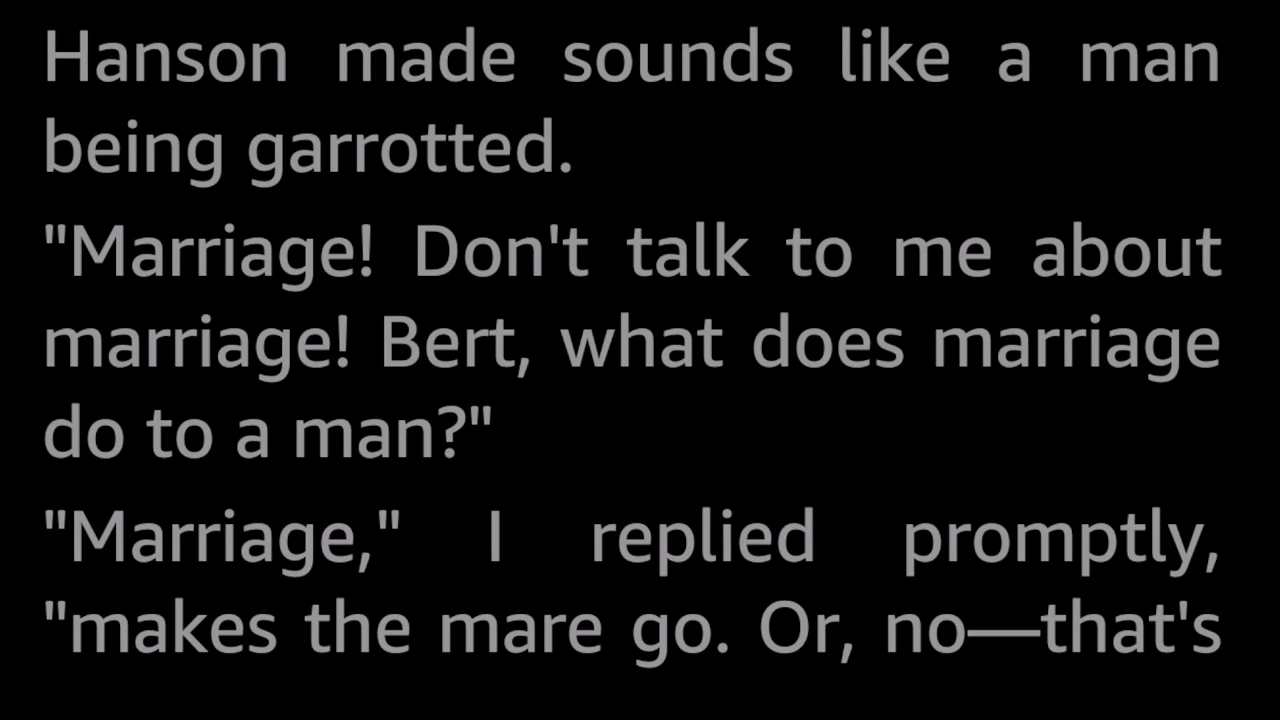 Hanson made sounds like a man
being garrotted.
"Marriage! Don't talk to me about
marriage! Bert, what does marriage
do to a man?"
"Marriage," I replied promptly,
"makes the mare go. Or, no—that's